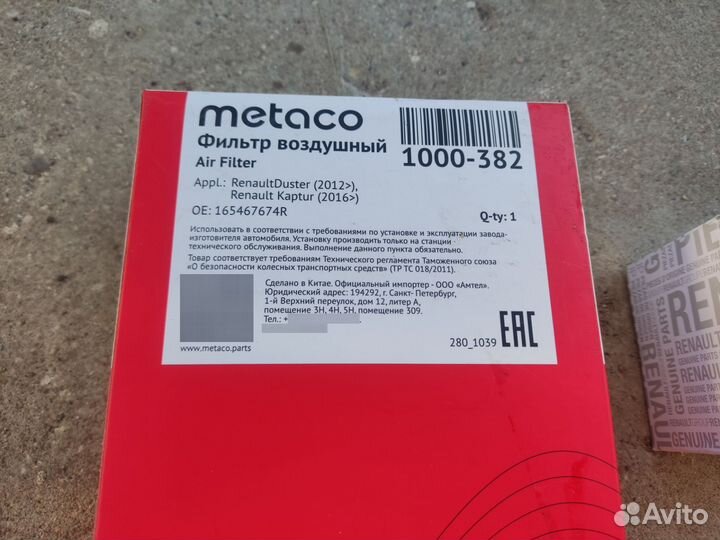 metaco
Фильтр воздушный
Air Filter
1000-382
Appl.: RenaultDuster (2012>),
Renault Kaptur (2016>)
OE: 165467674R
Q-ty: 1
Использовать в соответствии с требованиями по установке и эксплуатации завода-
изготовителя автомобиля. Установку производить только на станции
технического обслуживания. Выполнение данного пункта обязательно.
Товар соответствует требованиям Технического регламента Таможенного союза
«О безопасности колесных транспортных средств» (ТР ТС 018/2011).
Сделано в Китае. Официальный импортер - ООО «Амтел».
Юридический адрес: 194292, г. Санкт- Петербург,
1-й Верхний переулок, дом 12, литер А,
помещение 3Н, 4Н, 5Н, помещение 309.
Тел.: +
www.metaco.parts
280_1039
EAC
GENUINE PARTS
RENAULT
GENUINE PARTS
RENAULT
GENUINE
Avito